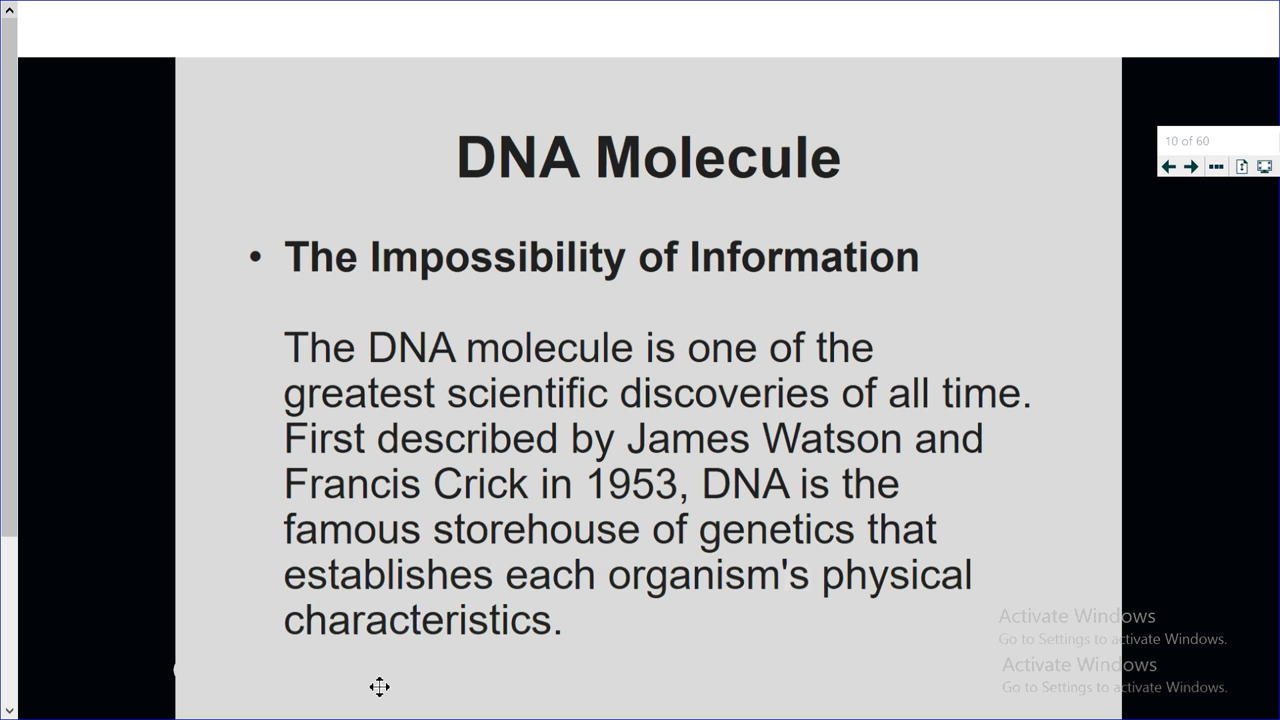 DNA Molecule
10 of 60
• The Impossibility of Information
The DNA molecule is one of the
greatest scientific discoveries of all time.
First described by James Watson and
Francis Crick in 1953, DNA is the
famous storehouse of genetics that
establishes each organism's physical
characteristics.
Activate Windows
Go to Settings to activate Windows.
Activate Windows
Go to Settings to activate Windows.